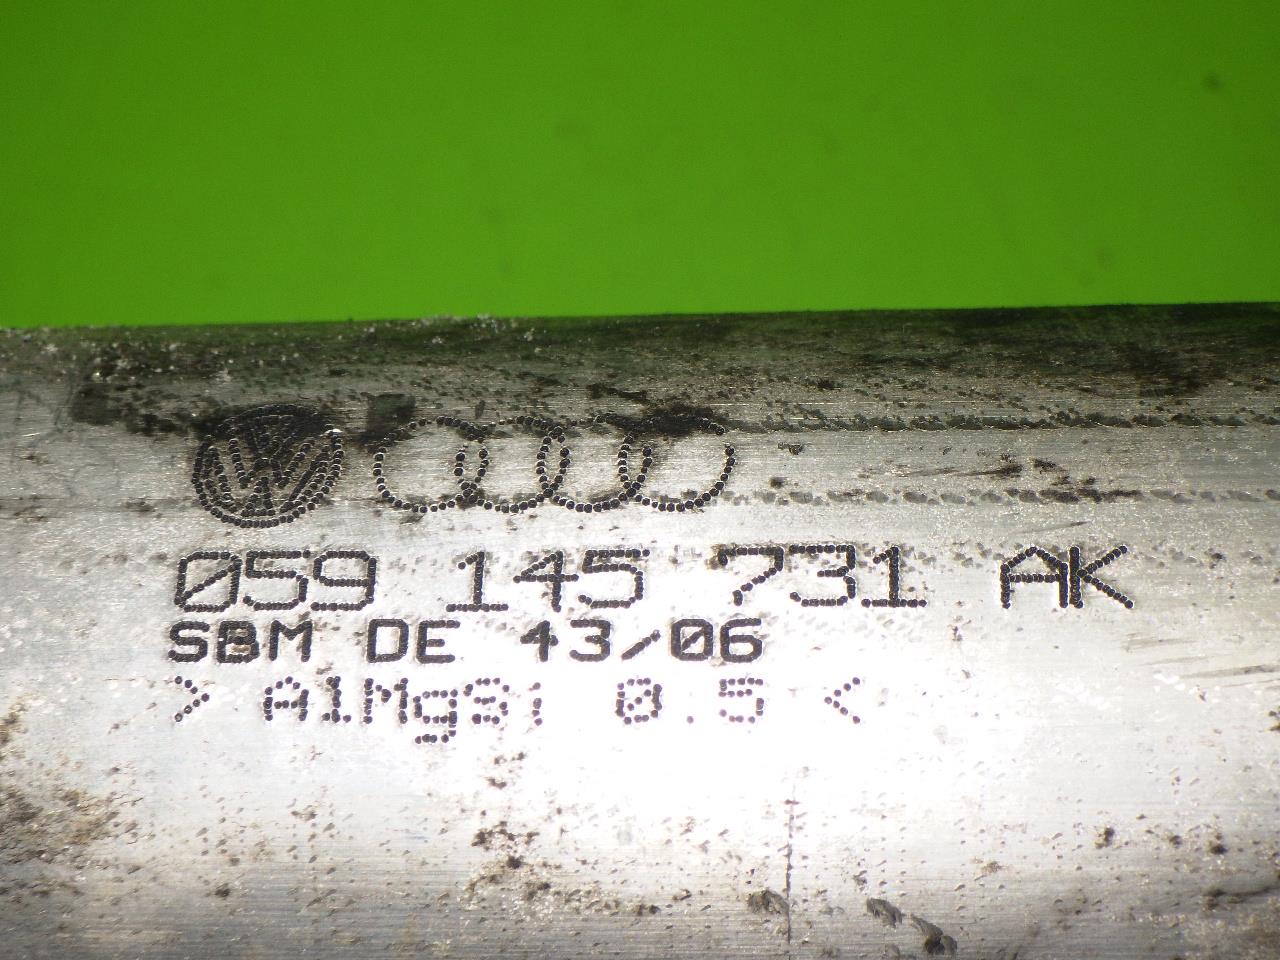 059 145 731 AK
SBM DE 43/06
>AlMgSi 0.5<